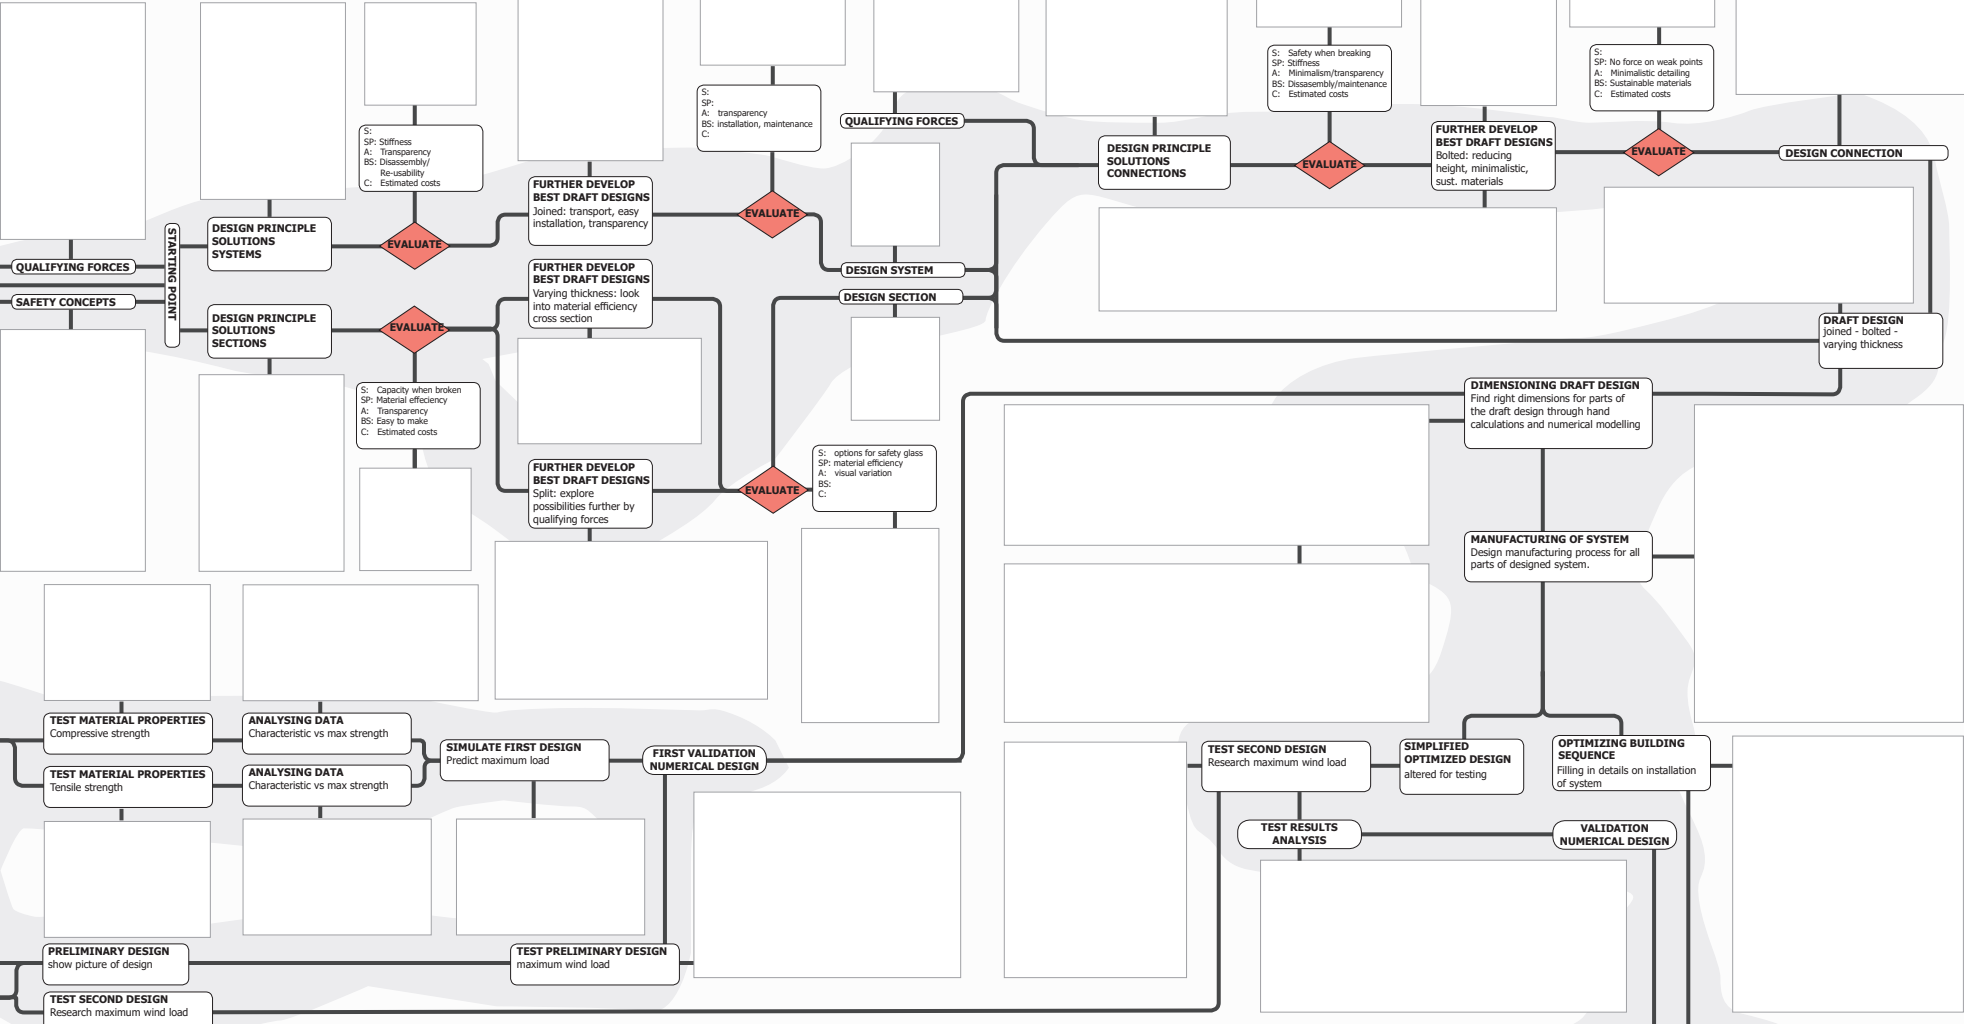 QUALIFYING FORCES
SAFETY CONCEPTS
STARTING POINT
DESIGN PRINCIPLE
SOLUTIONS
SYSTEMS
DESIGN PRINCIPLE
SOLUTIONS
SECTIONS
S:
SP: Stiffness
A: Transparency
BS: Disassembly/
Re-usability
C: Estimated costs
EVALUATE
EVALUATE
S: Capacity when broken
SP: Material effeciency
A: Transparency
BS: Easy to make
C: Estimated costs
FURTHER DEVELOP
BEST DRAFT DESIGNS
Joined: transport, easy
installation, transparency
FURTHER DEVELOP
BEST DRAFT DESIGNS
Varying thickness: look
into material efficiency
cross section
FURTHER DEVELOP
BEST DRAFT DESIGNS
Split: explore
possibilities further by
qualifying forces
S:
SP:
A: transparency
BS: installation, maintenance
C:
EVALUATE
EVALUATE
S: options for safety glass
SP: material efficiency
A: visual variation
BS:
C:
QUALIFYING FORCES
DESIGN SYSTEM
DESIGN SECTION
DESIGN PRINCIPLE
SOLUTIONS
CONNECTIONS
S: Safety when breaking
SP: Stiffness
A: Minimalism/transparency
BS: Dissasembly/maintenance
C: Estimated costs
EVALUATE
FURTHER DEVELOP
BEST DRAFT DESIGNS
Bolted: reducing
height, minimalistic,
sust. materials
S:
SP: No force on weak points
A: Minimalistic detailing
BS: Sustainable materials
C: Estimated costs
EVALUATE
DESIGN CONNECTION
DRAFT DESIGN
joined - bolted -
varying thickness
DIMENSIONING DRAFT DESIGN
Find right dimensions for parts of
the draft design through hand
calculations and numerical modelling
MANUFACTURING OF SYSTEM
Design manufacturing process for all
parts of designed system.
TEST MATERIAL PROPERTIES
Compressive strength
ANALYSING DATA
Characteristic vs max strength
TEST MATERIAL PROPERTIES
Tensile strength
ANALYSING DATA
Characteristic vs max strength
SIMULATE FIRST DESIGN
Predict maximum load
FIRST VALIDATION
NUMERICAL DESIGN
TEST SECOND DESIGN
Research maximum wind load
SIMPLIFIED
OPTIMIZED DESIGN
altered for testing
OPTIMIZING BUILDING
SEQUENCE
Filling in details on installation
of system
TEST RESULTS
ANALYSIS
VALIDATION
NUMERICAL DESIGN
PRELIMINARY DESIGN
show picture of design
TEST PRELIMINARY DESIGN
maximum wind load
TEST SECOND DESIGN
Research maximum wind load